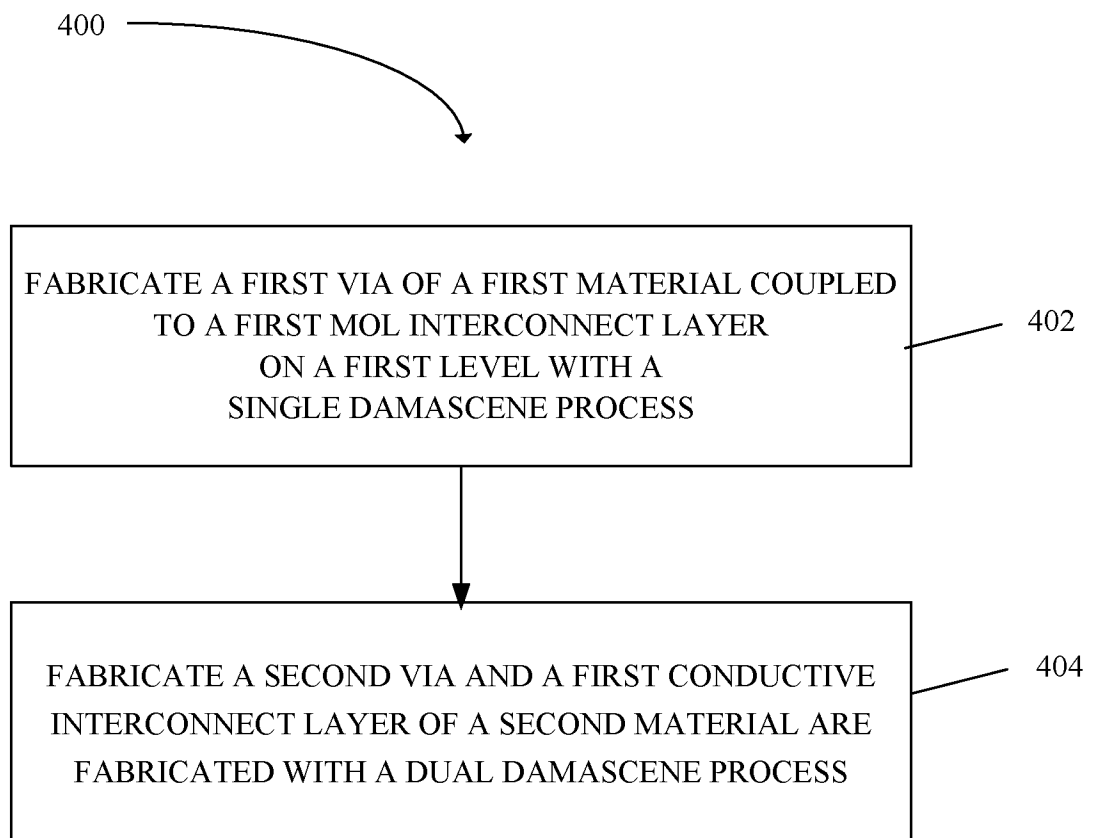 400
FABRICATE A FIRST VIA OF A FIRST MATERIAL COUPLED
TO A FIRST MOL INTERCONNECT LAYER
ON A FIRST LEVEL WITH A
SINGLE DAMASCENE PROCESS
402
FABRICATE A SECOND VIA AND A FIRST CONDUCTIVE
INTERCONNECT LAYER OF A SECOND MATERIAL ARE
FABRICATED WITH A DUAL DAMASCENE PROCESS
404